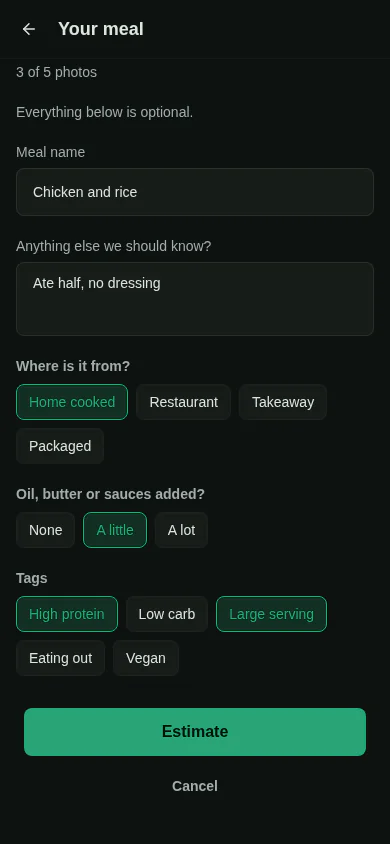 Your meal
3 of 5 photos
Everything below is optional.
Meal name
Chicken and rice
Anything else we should know?
Ate half, no dressing
Where is it from?
Home cooked Restaurant Takeaway
Packaged
Oil, butter or sauces added?
None A little A lot
Tags
High protein Low carb Large serving
Eating out Vegan
Estimate
Cancel